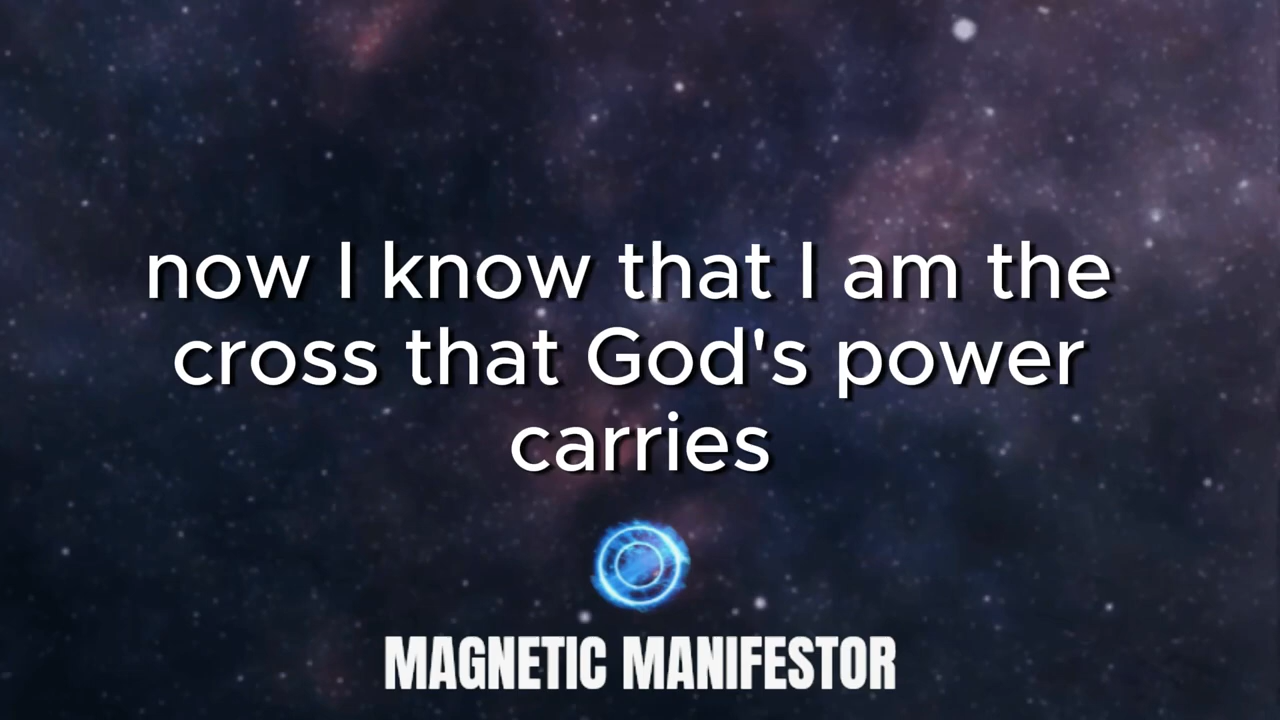 now I know that I am the
cross that God's power
carries
MAGNETIC MANIFESTOR